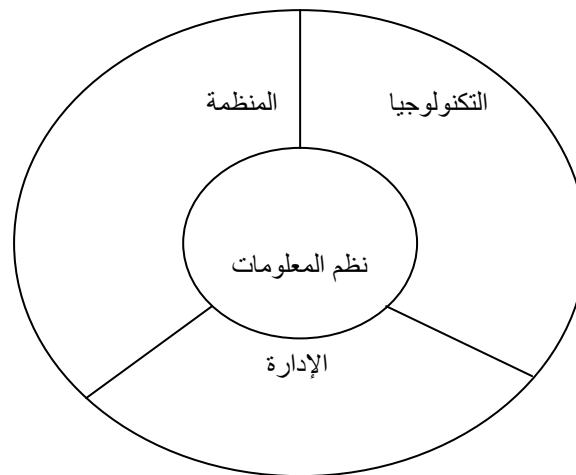 التكنولوجيا
المنظمة
نظم المعلومات
الإدارة